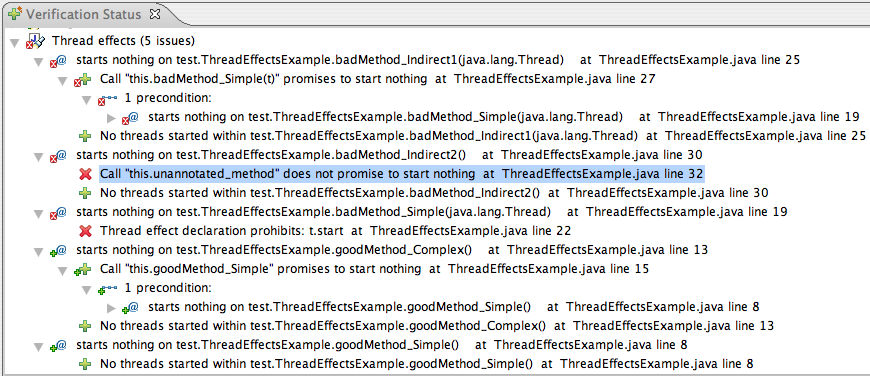 Verification Status
Thread effects (5 issues)
starts nothing on test.ThreadEffectsExample.badMethod_Indirect1(java.lang.Thread) at ThreadEffectsExample.java line 25
Call "this.badMethod_Simple(t)" promises to start nothing at ThreadEffectsExample.java line 27
1 precondition:
starts nothing on test.ThreadEffectsExample.badMethod_Simple(java.lang.Thread) at ThreadEffectsExample.java line 19
No threads started within test.ThreadEffectsExample.badMethod_Indirect1(java.lang.Thread) at ThreadEffectsExample.java line 25
starts nothing on test.ThreadEffectsExample.badMethod_Indirect2() at ThreadEffectsExample.java line 30
Call "this.unannotated_method" does not promise to start nothing at ThreadEffectsExample.java line 32
No threads started within test.ThreadEffectsExample.badMethod_Indirect2() at ThreadEffectsExample.java line 30
starts nothing on test.ThreadEffectsExample.badMethod_Simple(java.lang.Thread) at ThreadEffectsExample.java line 19
Thread effect declaration prohibits: t.start at ThreadEffectsExample.java line 22
starts nothing on test.ThreadEffectsExample.goodMethod_Complex() at ThreadEffectsExample.java line 13
Call "this.goodMethod_Simple" promises to start nothing at ThreadEffectsExample.java line 15
1 precondition:
starts nothing on test.ThreadEffectsExample.goodMethod_Simple() at ThreadEffectsExample.java line 8
No threads started within test.ThreadEffectsExample.goodMethod_Complex() at ThreadEffectsExample.java line 13
starts nothing on test.ThreadEffectsExample.goodMethod_Simple() at ThreadEffectsExample.java line 8
No threads started within test.ThreadEffectsExample.goodMethod_Simple() at ThreadEffectsExample.java line 8